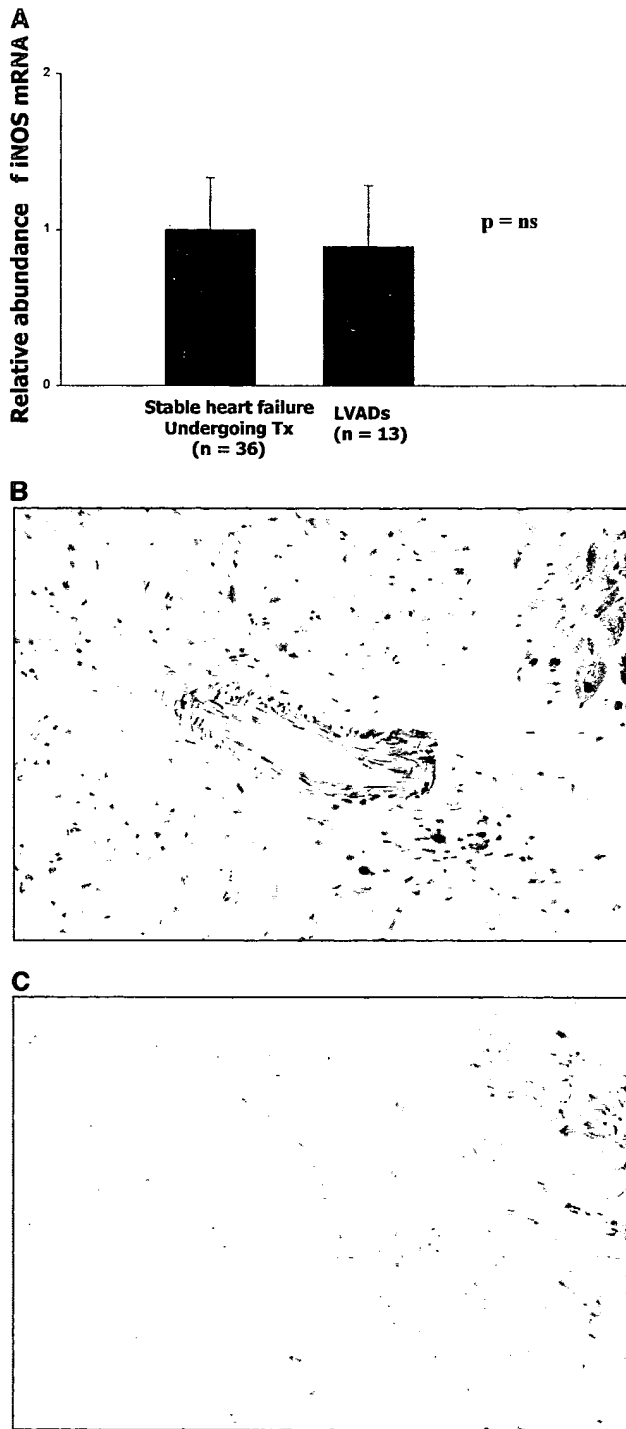 A
Relative abundance f iNOS mRNA
2
1
0
p = ns
Stable heart failure
Undergoing Tx
(n = 36)
LVADs
(n = 13)
B
C